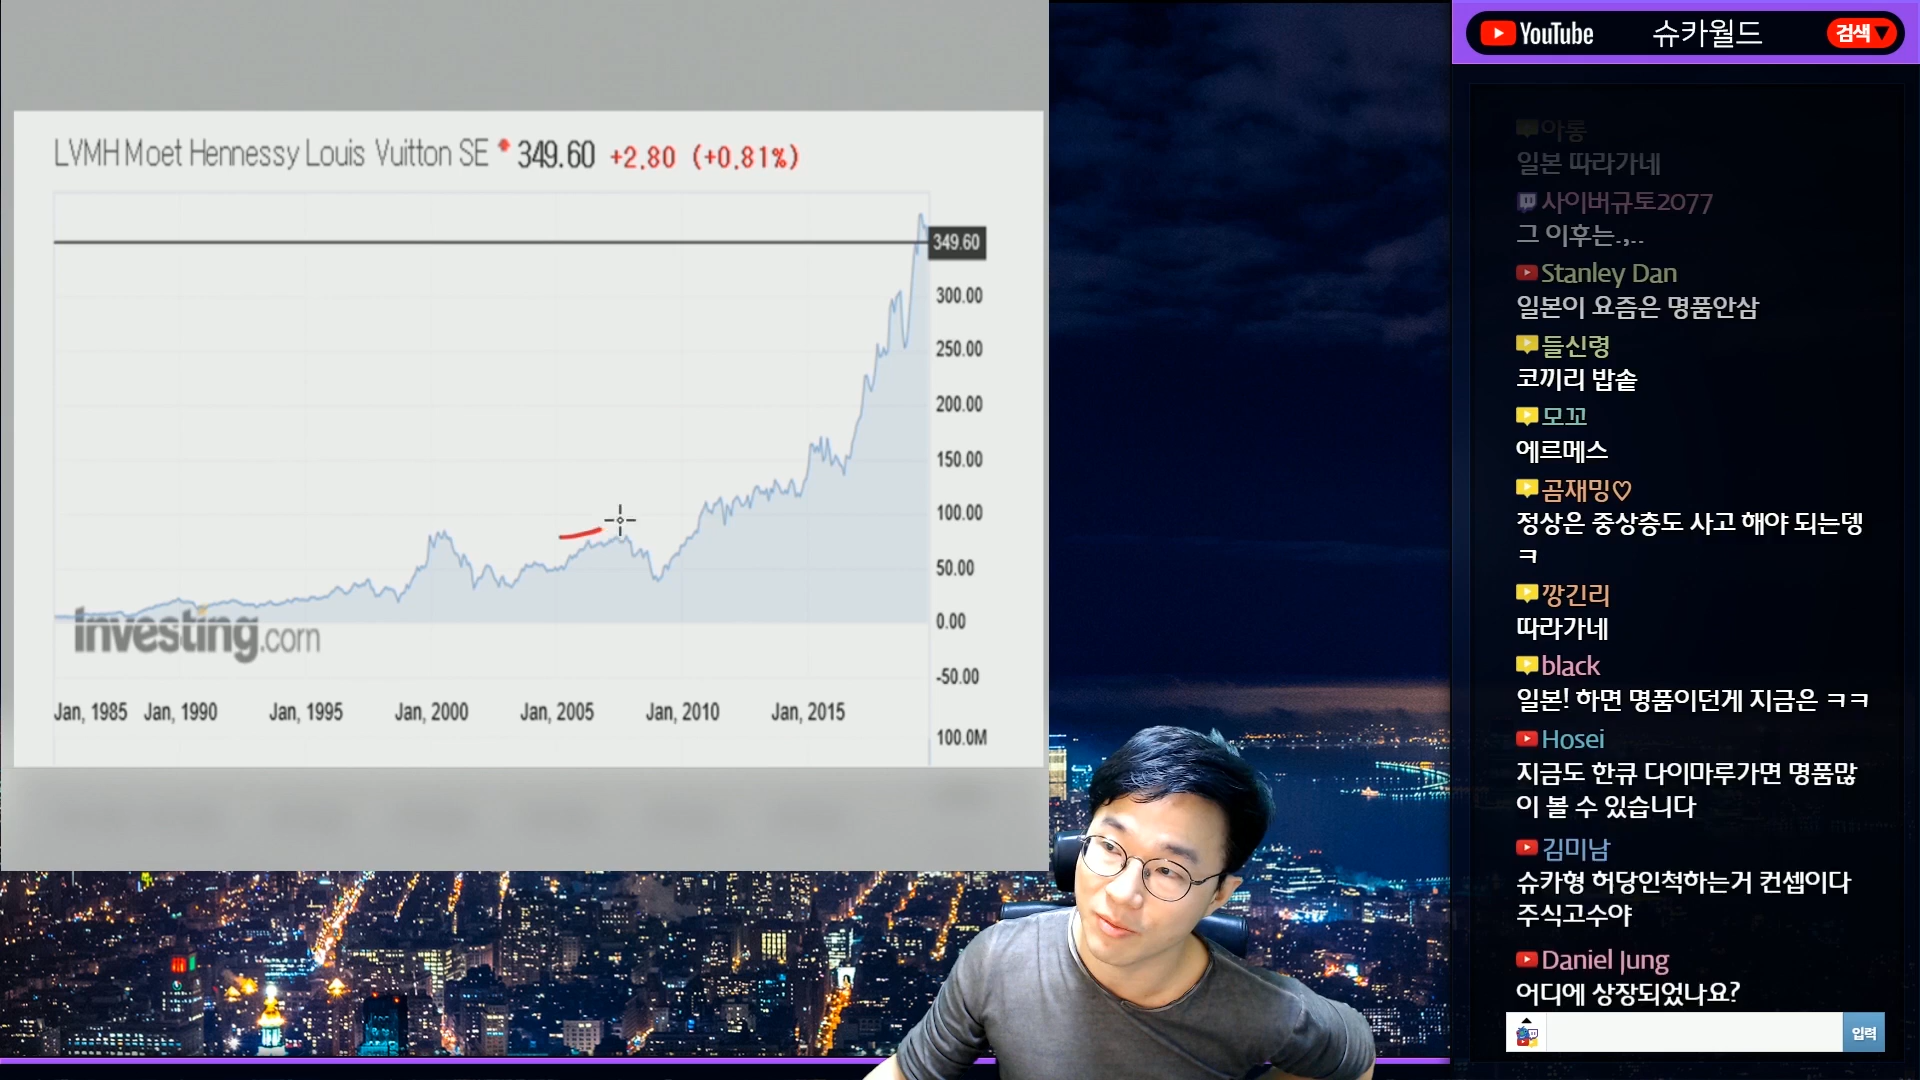 LVMH Moet Hennessy Louis Vuitton SE 349.60 +2.80 (+0.81%)
349.60
300.00
250.00
200.00
150.00
100.00
50.00
0.00
-50.00
100.0M
Investing.com
Jan, 1985 Jan, 1990 Jan, 1995 Jan, 2000 Jan, 2005 Jan, 2010 Jan, 2015
YouTube 슈카월드 검색▼
아롱
일본 따라가네
사이버규토2077
그 이후는.,..
Stanley Dan
일본이 요즘은 명품안삼
들신령
코끼리 밥솥
모꼬
에르메스
곰재밍♡
정상은 중상층도 사고 해야 되는뎅
ㅋ
깡긴리
따라가네
black
일본! 하면 명품이던게 지금은 ㅋㅋ
Hosei
지금도 한큐 다이마루가면 명품많
이 볼 수 있습니다
김미남
슈카형 허당인척하는거 컨셉이다
주식고수야
Daniel Jung
어디에 상장되었나요?
입력